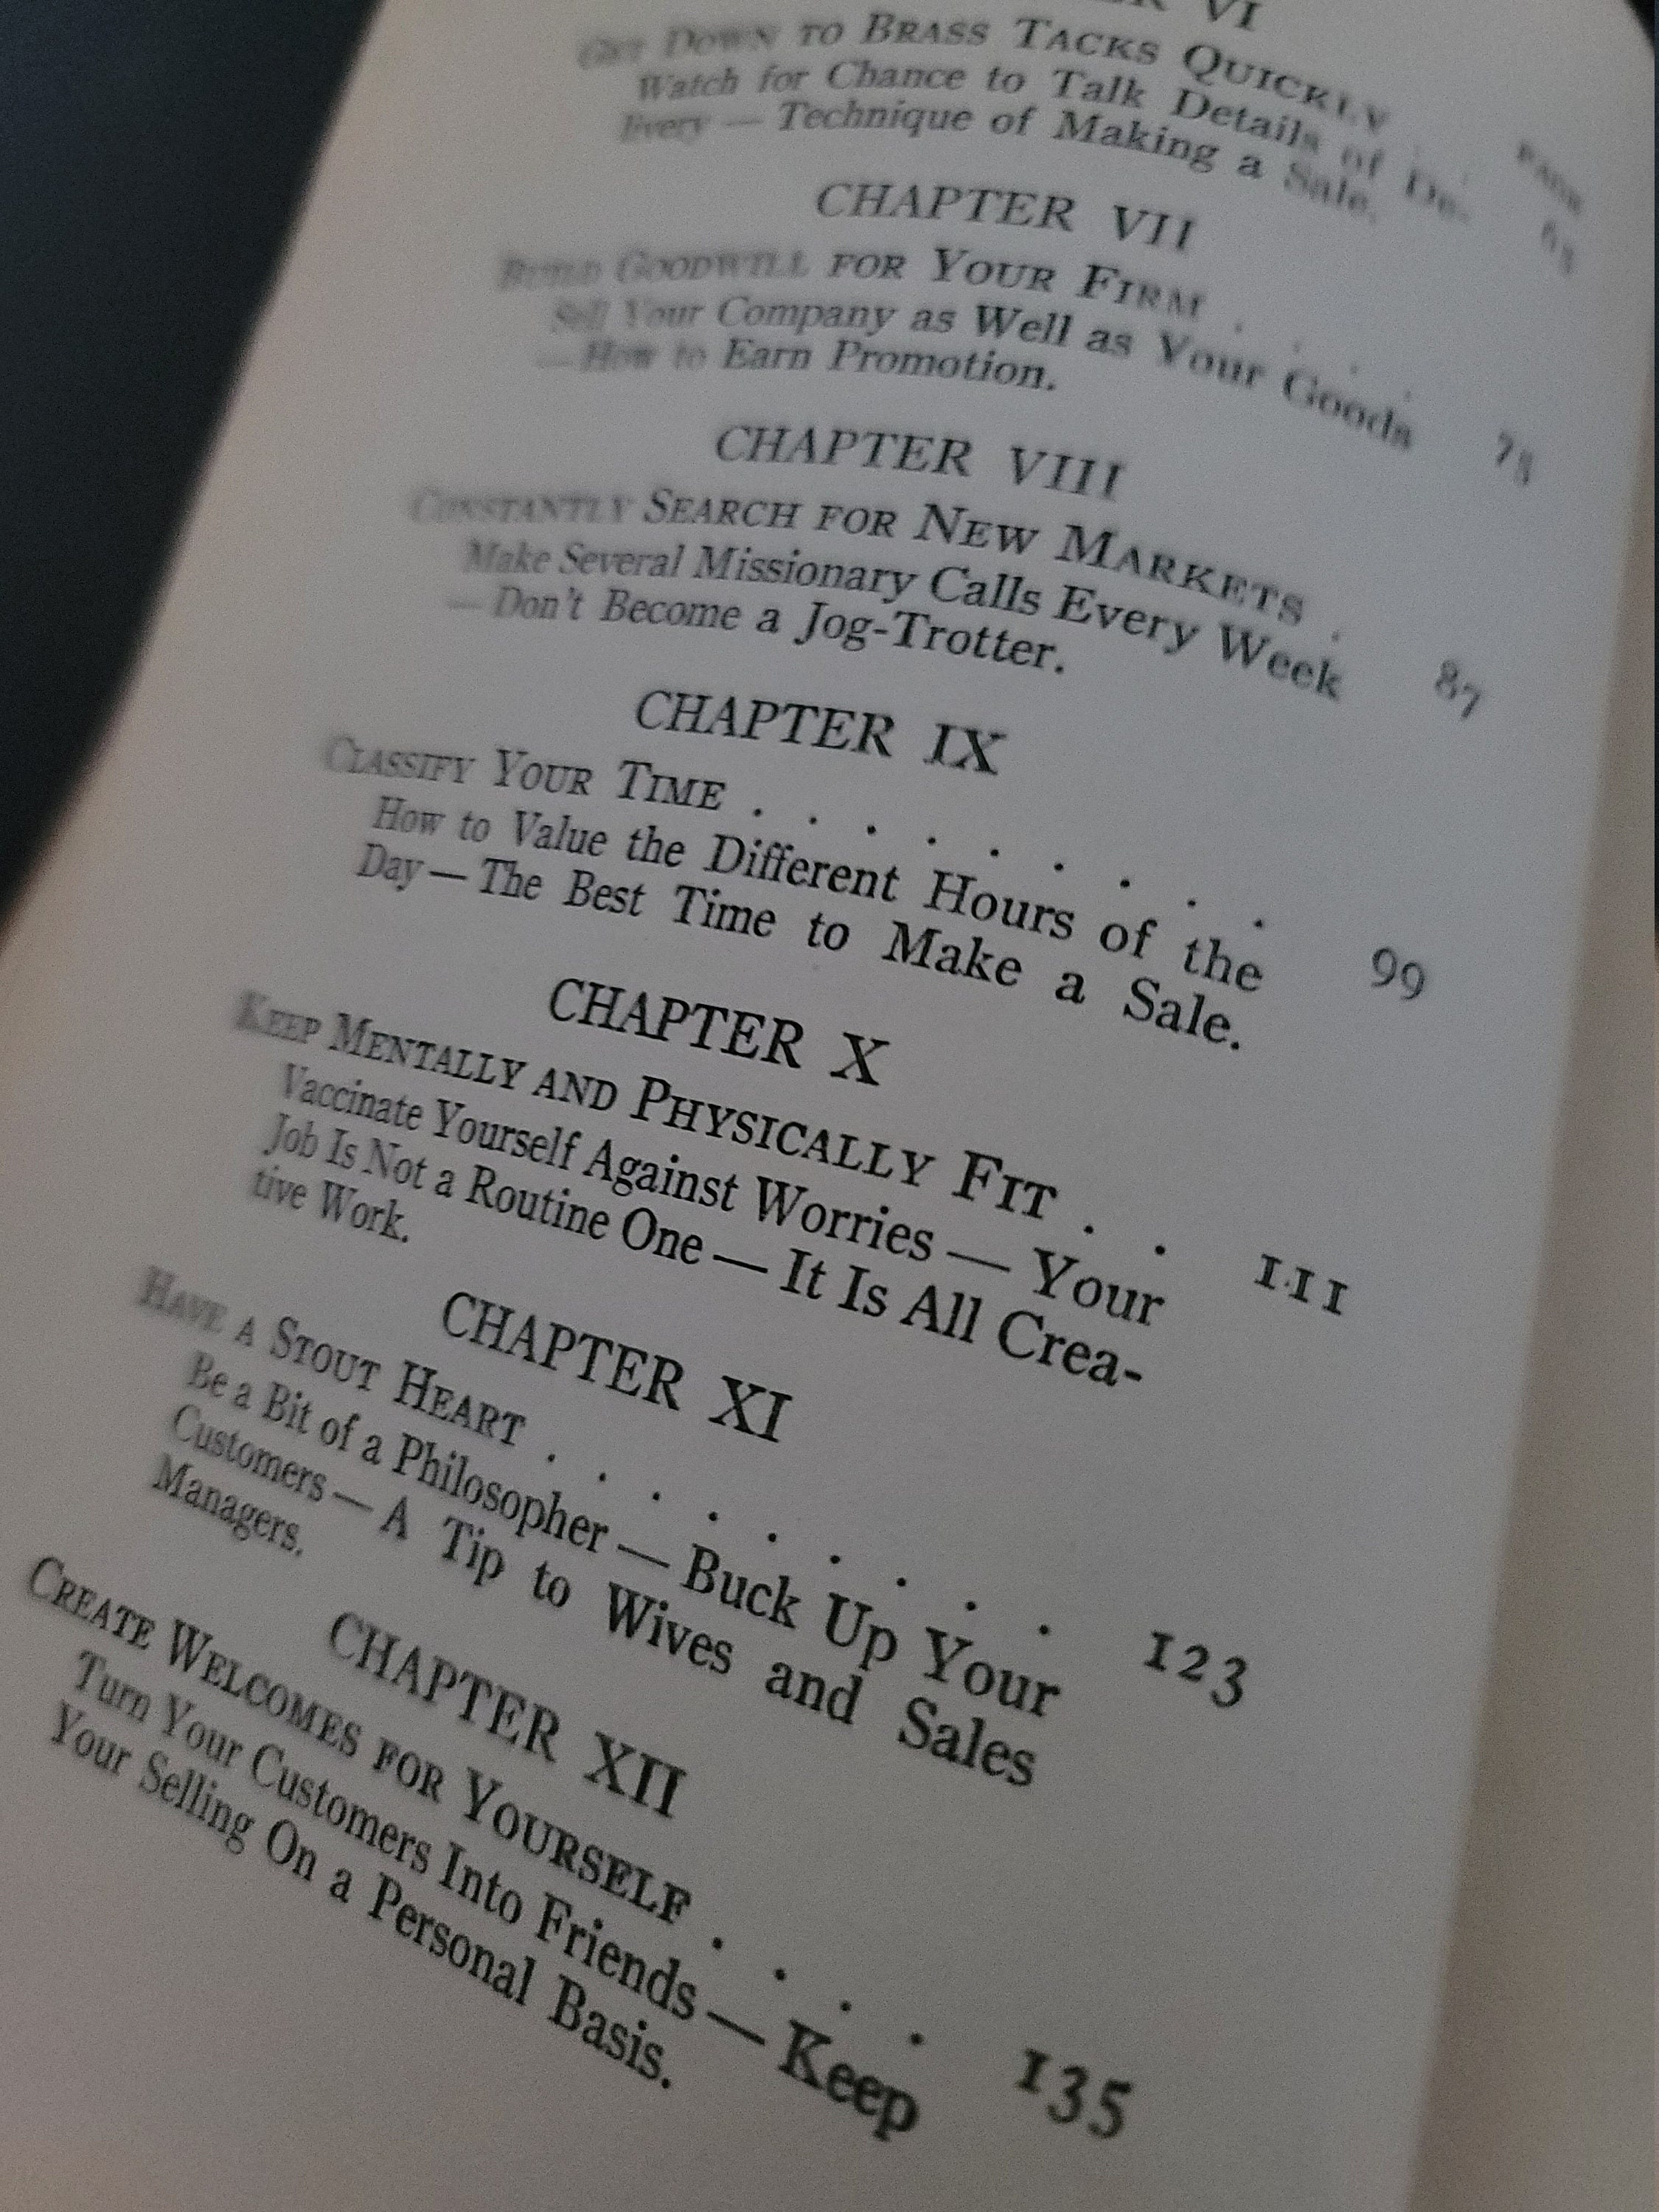 VI
GET DOWN TO BRASS TACKS QUICKLY .
Watch for Chance to Talk Details of De-
livery — Technique of Making a Sale.
PAGE
CHAPTER VII
BUILD GOODWILL FOR YOUR FIRM . . . .
Sell Your Company as Well as Your Goods
— How to Earn Promotion.
CHAPTER VIII
CONSTANTLY SEARCH FOR NEW MARKETS . 87
Make Several Missionary Calls Every Week
— Don't Become a Jog-Trotter.
CHAPTER IX
CLASSIFY YOUR TIME . . . . . . . . . 99
How to Value the Different Hours of the
Day — The Best Time to Make a Sale.
CHAPTER X
KEEP MENTALLY AND PHYSICALLY FIT . . 111
Vaccinate Yourself Against Worries — Your
Job Is Not a Routine One — It Is All Crea-
tive Work.
CHAPTER XI
HAVE A STOUT HEART . . . . . . . . . 123
Be a Bit of a Philosopher — Buck Up Your
Customers — A Tip to Wives and Sales
Managers.
CHAPTER XII
CREATE WELCOMES FOR YOURSELF . . . . 135
Turn Your Customers Into Friends — Keep
Your Selling On a Personal Basis.